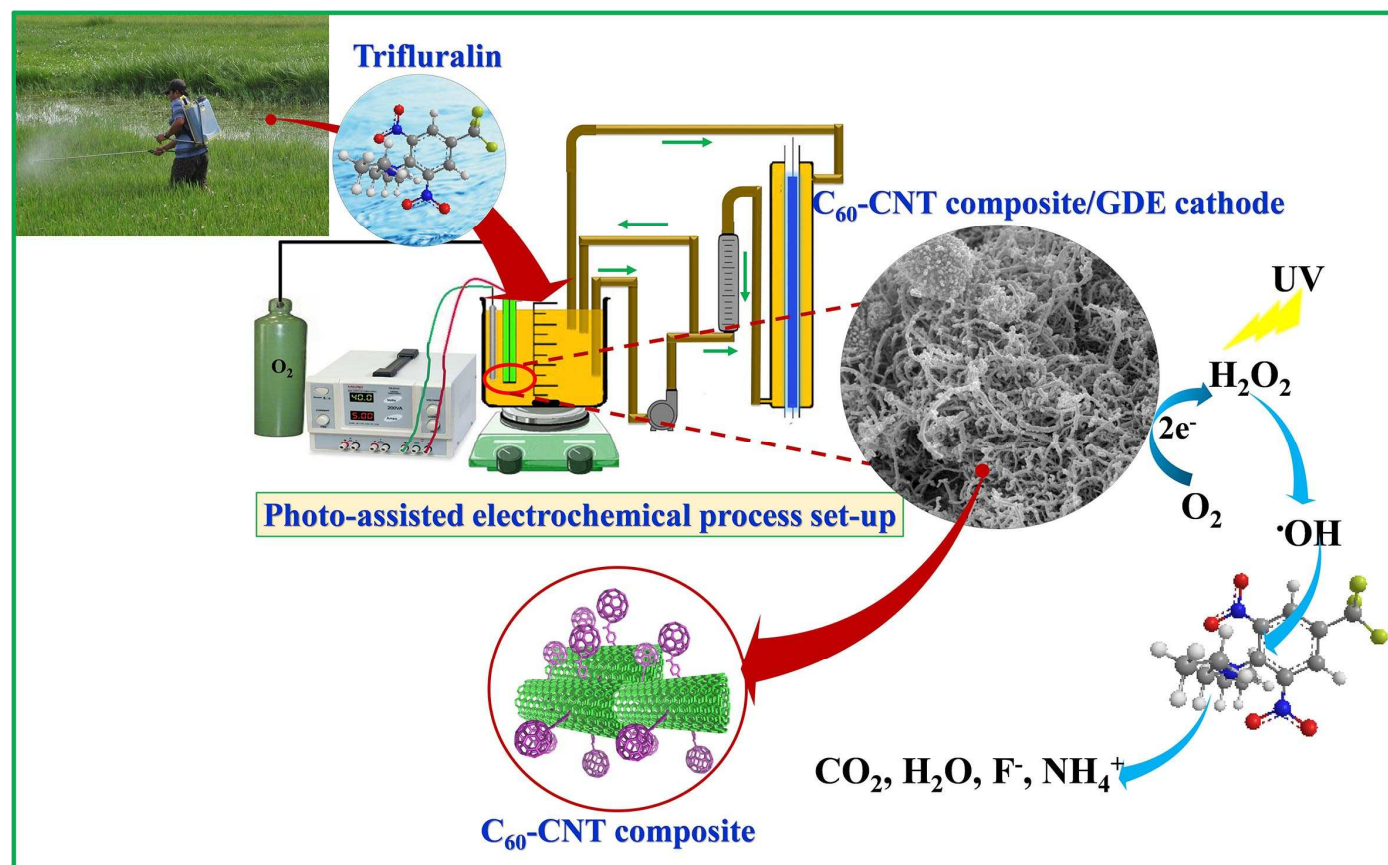 Trifluralin
C₆₀-CNT composite/GDE cathode
UV
O₂
40.0
5.00
200VA
H₂O₂
2e⁻
O₂
Photo-assisted electrochemical process set-up
·OH
CO₂, H₂O, F⁻, NH₄⁺
C₆₀-CNT composite